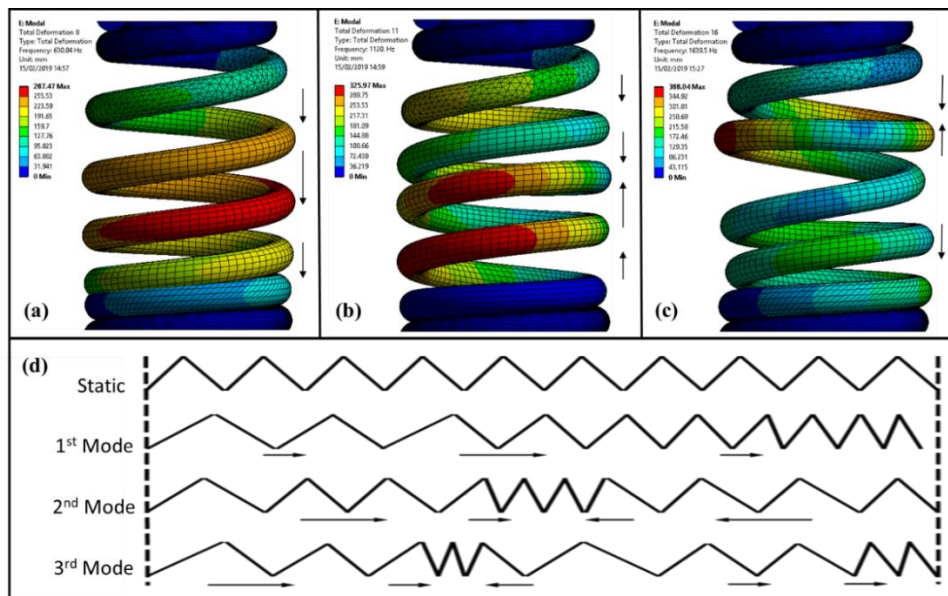 E: Modal
Total Deformation 8
Type: Total Deformation
Frequency: 630.04 Hz
Unit: mm
15/02/2019 14:57
287.47 Max
255.53
223.59
191.65
159.7
127.76
95.823
63.882
31.941
0 Min
(a)
E: Modal
Total Deformation 11
Type: Total Deformation
Frequency: 1120. Hz
Unit: mm
15/02/2019 14:59
325.97 Max
289.75
253.53
217.31
181.09
144.88
108.66
72.438
36.219
0 Min
(b)
E: Modal
Total Deformation 16
Type: Total Deformation
Frequency: 1639.5 Hz
Unit: mm
15/02/2019 15:27
388.04 Max
344.92
301.81
258.69
215.58
172.46
129.35
86.231
43.115
0 Min
(c)
(d)
Static
1st Mode
2nd Mode
3rd Mode